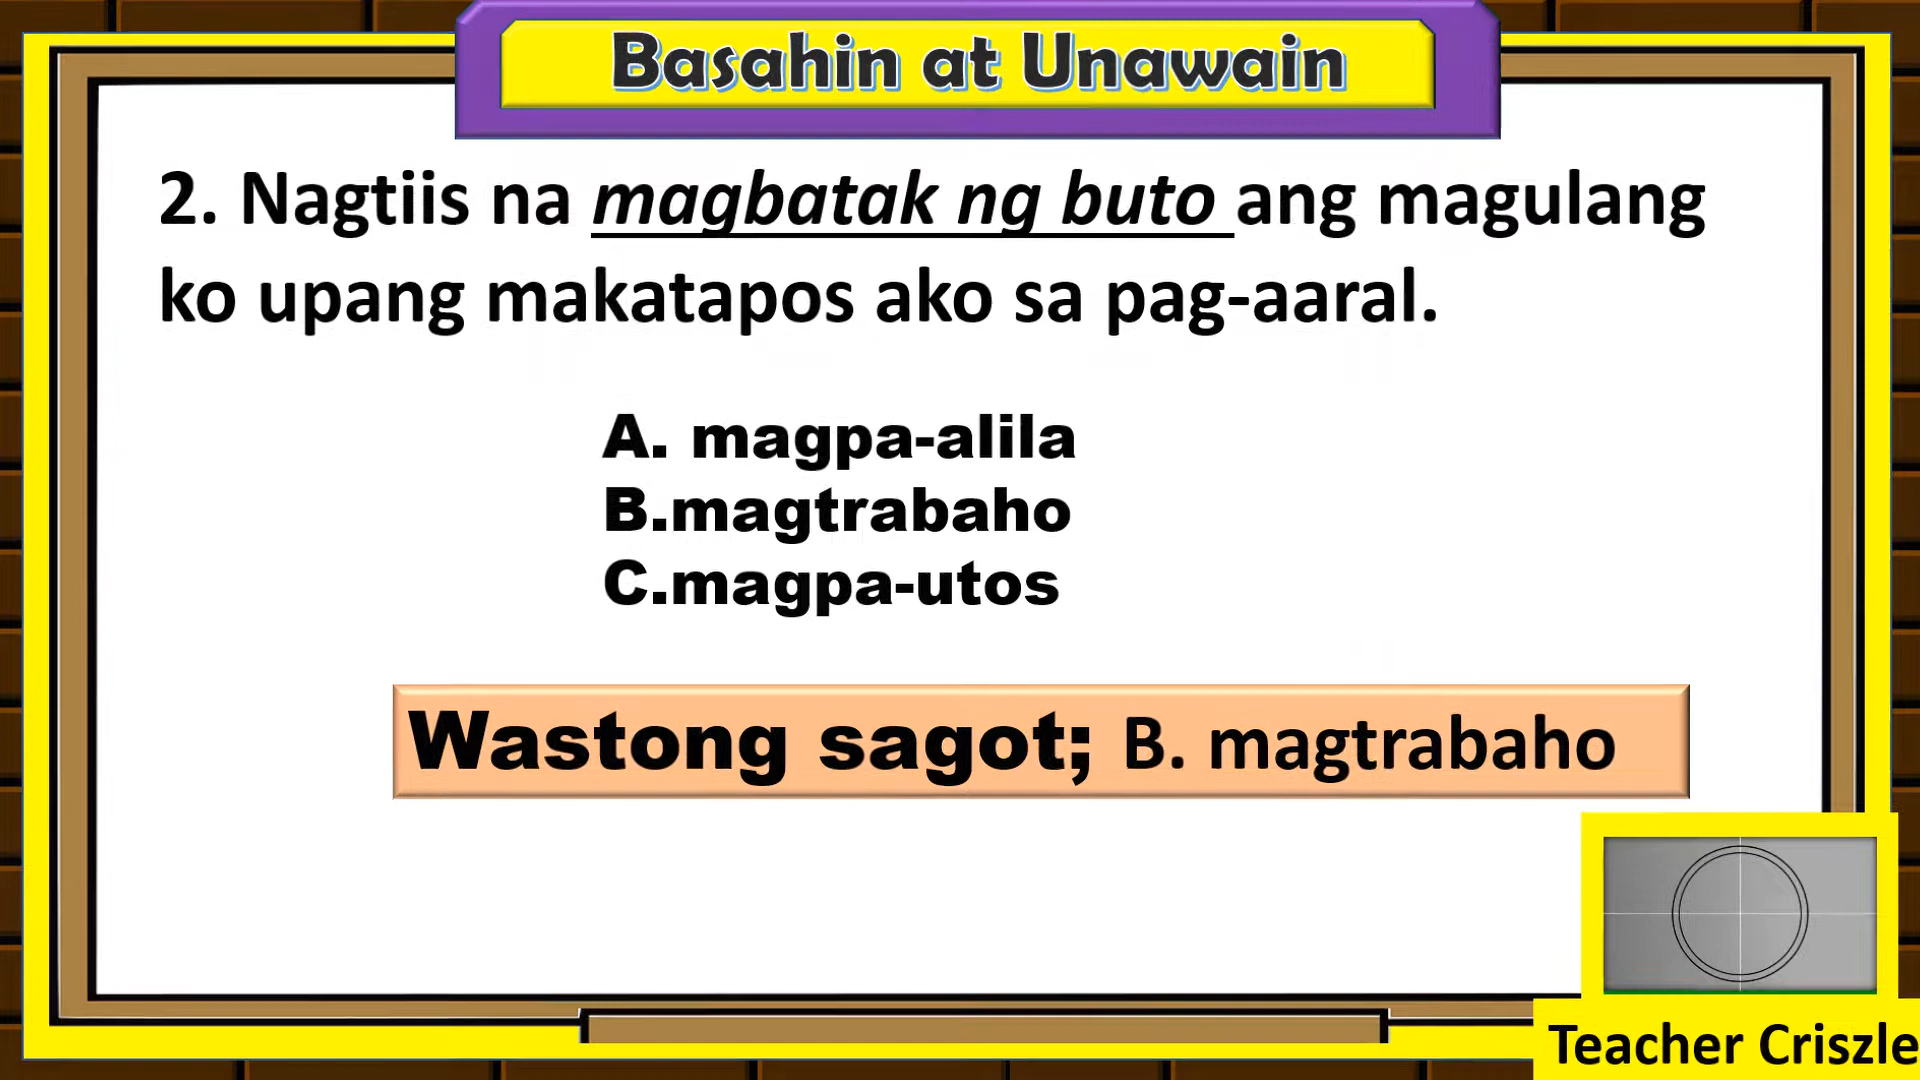 Basahin at Unawain
2. Nagtiis na magbatak ng buto ang magulang
ko upang makatapos ako sa pag-aaral.
A. magpa-alila
B.magtrabaho
C.magpa-utos
Wastong sagot; B. magtrabaho
Teacher Criszle